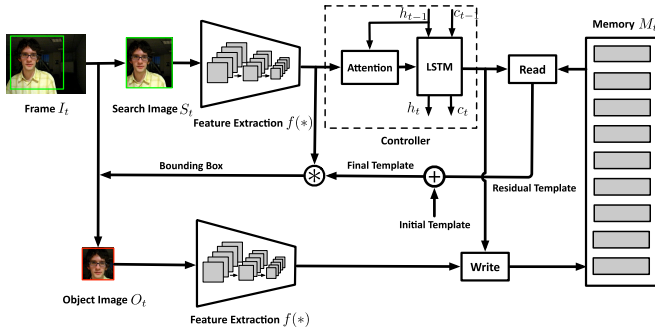 h_{t-1}
c_{t-1}
Memory M_t
Attention
LSTM
Read
Frame I_t
Search Image S_t
Feature Extraction f(*)
h_t
c_t
Controller
Bounding Box
Final Template
Residual Template
*
+
Initial Template
Object Image O_t
Feature Extraction f(*)
Write